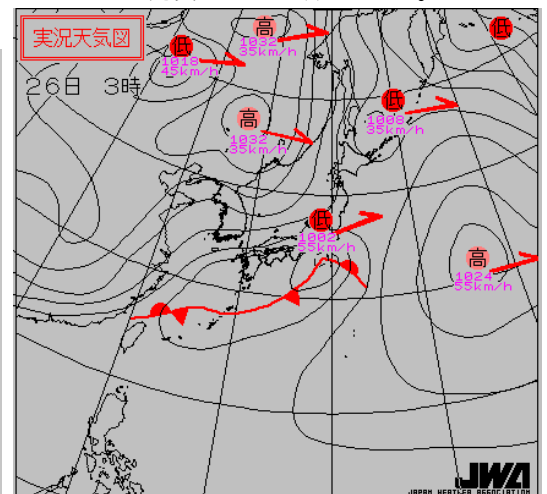 実況天気図
26日 3時
低
1018
45km/h
高
1032
35km/h
低
高
1032
35km/h
低
1008
35km/h
低
1002
55km/h
高
1024
55km/h
JWA
JAPAN WEATHER ASSOCIATION